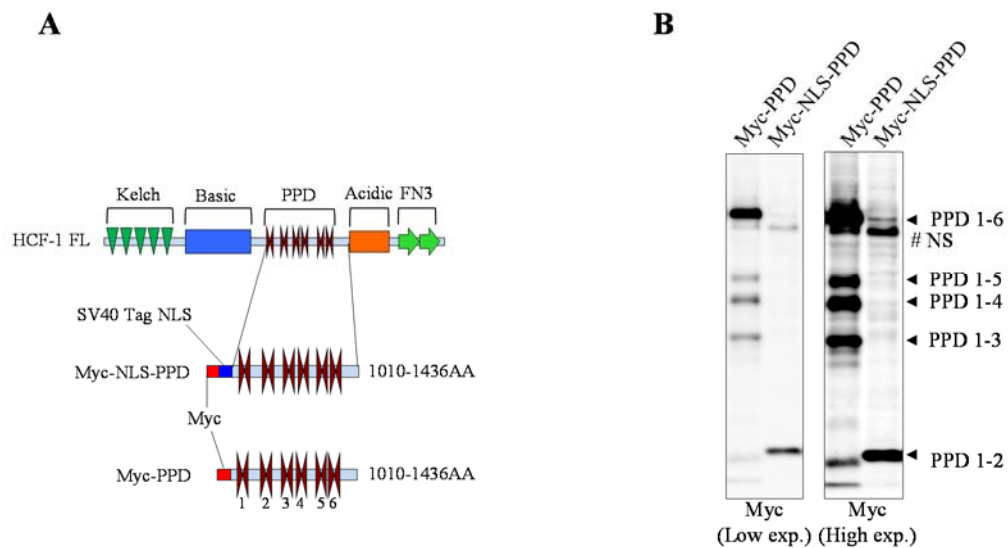 A
Kelch Basic PPD Acidic FN3
HCF-1 FL
SV40 Tag NLS
Myc-NLS-PPD 1010-1436AA
Myc
Myc-PPD 1010-1436AA
1 2 3 4 5 6
B
Myc-PPD Myc-NLS-PPD Myc-PPD Myc-NLS-PPD
PPD 1-6
# NS
PPD 1-5
PPD 1-4
PPD 1-3
PPD 1-2
Myc Myc
(Low exp.) (High exp.)